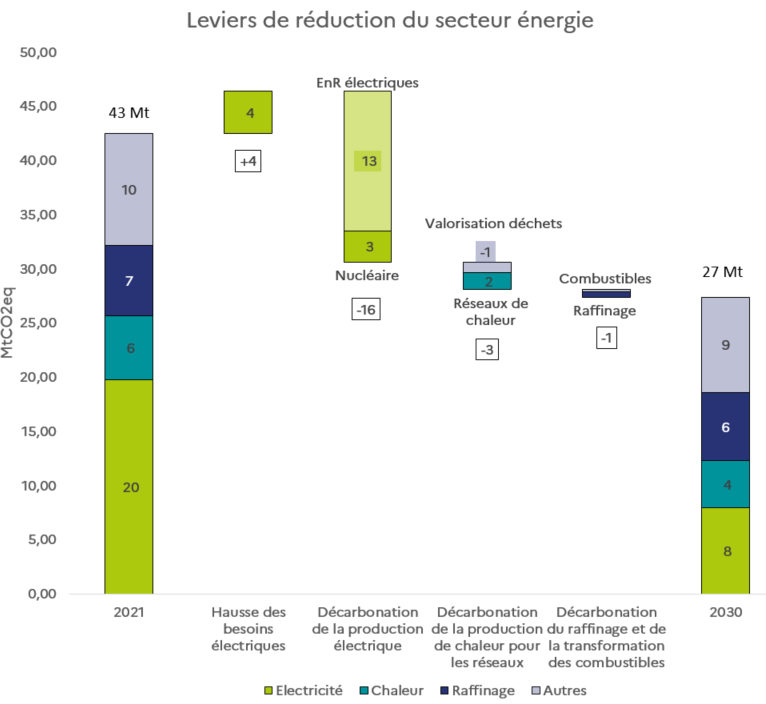 Leviers de réduction du secteur énergie
MtCO2eq
50,00
45,00
40,00
35,00
30,00
25,00
20,00
15,00
10,00
5,00
0,00
43 Mt
10
7
6
20
4
+4
EnR électriques
13
3
Nucléaire
-16
Valorisation déchets
-1
2
Réseaux de
chaleur
-3
Combustibles
Raffinage
-1
27 Mt
9
6
4
8
2021
Hausse des
besoins
électriques
Décarbonation
de la production
électrique
Décarbonation
de la production
de chaleur pour
les réseaux
Décarbonation
du raffinage et de
la transformation
des combustibles
2030
Electricité
Chaleur
Raffinage
Autres